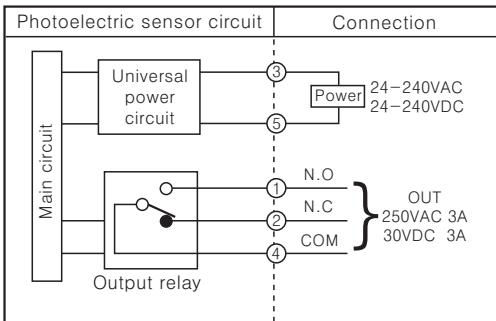 Photoelectric sensor circuit
Connection
Main circuit
Universal
power
circuit
3
5
Power
24-240VAC
24-240VDC
1
N.O
2
N.C
4
COM
OUT
250VAC 3A
30VDC 3A
Output relay